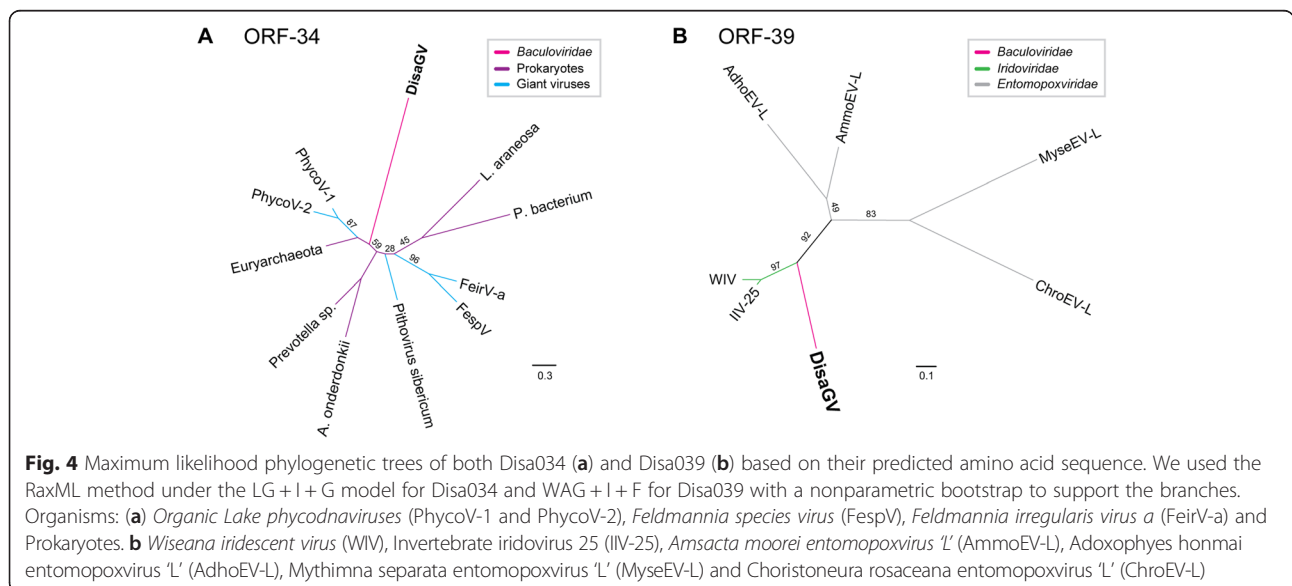 A ORF-34
Baculoviridae
Prokaryotes
Giant viruses
DisaGV
L. araneosa
P. bacterium
PhycoV-1
PhycoV-2
87
59
28
45
96
Euryarchaeota
FeirV-a
FespV
Prevotella sp.
A. onderdonkii
Pithovirus sibericum
0.3
B ORF-39
Baculoviridae
Iridoviridae
Entomopoxviridae
AdhoEV-L
AmmoEV-L
MyseEV-L
49
83
92
97
WIV
IIV-25
ChroEV-L
DisaGV
0.1
Fig. 4 Maximum likelihood phylogenetic trees of both Disa034 (a) and Disa039 (b) based on their predicted amino acid sequence. We used the
RaxML method under the LG + I + G model for Disa034 and WAG + I + F for Disa039 with a nonparametric bootstrap to support the branches.
Organisms: (a) Organic Lake phycodnaviruses (PhycoV-1 and PhycoV-2), Feldmannia species virus (FespV), Feldmannia irregularis virus a (FeirV-a) and
Prokaryotes. b Wiseana iridescent virus (WIV), Invertebrate iridovirus 25 (IIV-25), Amsacta moorei entomopoxvirus 'L' (AmmoEV-L), Adoxophyes honmai
entomopoxvirus 'L' (AdhoEV-L), Mythimna separata entomopoxvirus 'L' (MyseEV-L) and Choristoneura rosaceana entomopoxvirus 'L' (ChroEV-L)